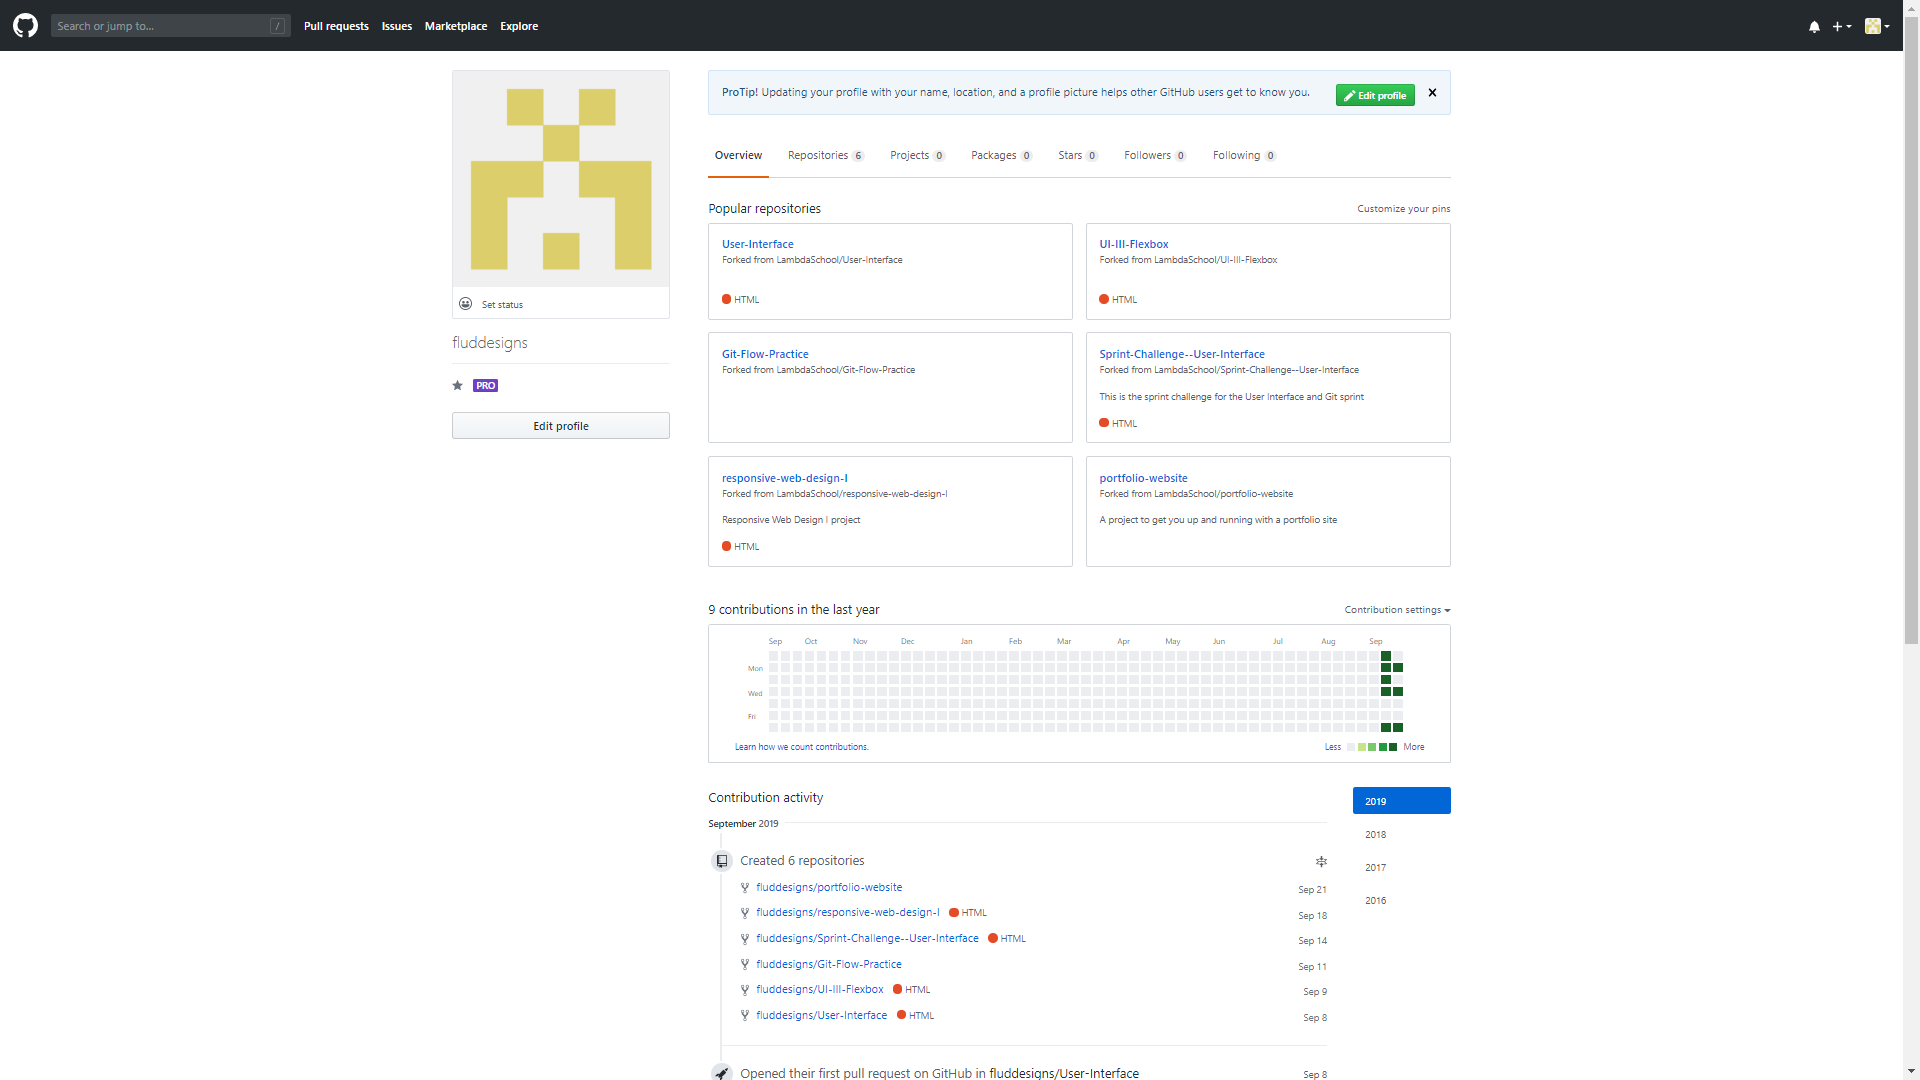 Search or jump to... /
Pull requests Issues Marketplace Explore
ProTip! Updating your profile with your name, location, and a profile picture helps other GitHub users get to know you.
Edit profile
Overview Repositories 6 Projects 0 Packages 0 Stars 0 Followers 0 Following 0
Set status
fluddesigns
PRO
Edit profile
Popular repositories
Customize your pins
User-Interface
Forked from LambdaSchool/User-Interface
HTML
UI-III-Flexbox
Forked from LambdaSchool/UI-III-Flexbox
HTML
Git-Flow-Practice
Forked from LambdaSchool/Git-Flow-Practice
Sprint-Challenge--User-Interface
Forked from LambdaSchool/Sprint-Challenge--User-Interface
This is the sprint challenge for the User Interface and Git sprint
HTML
responsive-web-design-I
Forked from LambdaSchool/responsive-web-design-I
Responsive Web Design I project
HTML
portfolio-website
Forked from LambdaSchool/portfolio-website
A project to get you up and running with a portfolio site
9 contributions in the last year
Contribution settings
Sep Oct Nov Dec Jan Feb Mar Apr May Jun Jul Aug Sep
Mon
Wed
Fri
Learn how we count contributions.
Less More
Contribution activity
2019
2018
2017
2016
September 2019
Created 6 repositories
fluddesigns/portfolio-website Sep 21
fluddesigns/responsive-web-design-I HTML Sep 18
fluddesigns/Sprint-Challenge--User-Interface HTML Sep 14
fluddesigns/Git-Flow-Practice Sep 11
fluddesigns/UI-III-Flexbox HTML Sep 9
fluddesigns/User-Interface HTML Sep 8
Opened their first pull request on GitHub in fluddesigns/User-Interface Sep 8